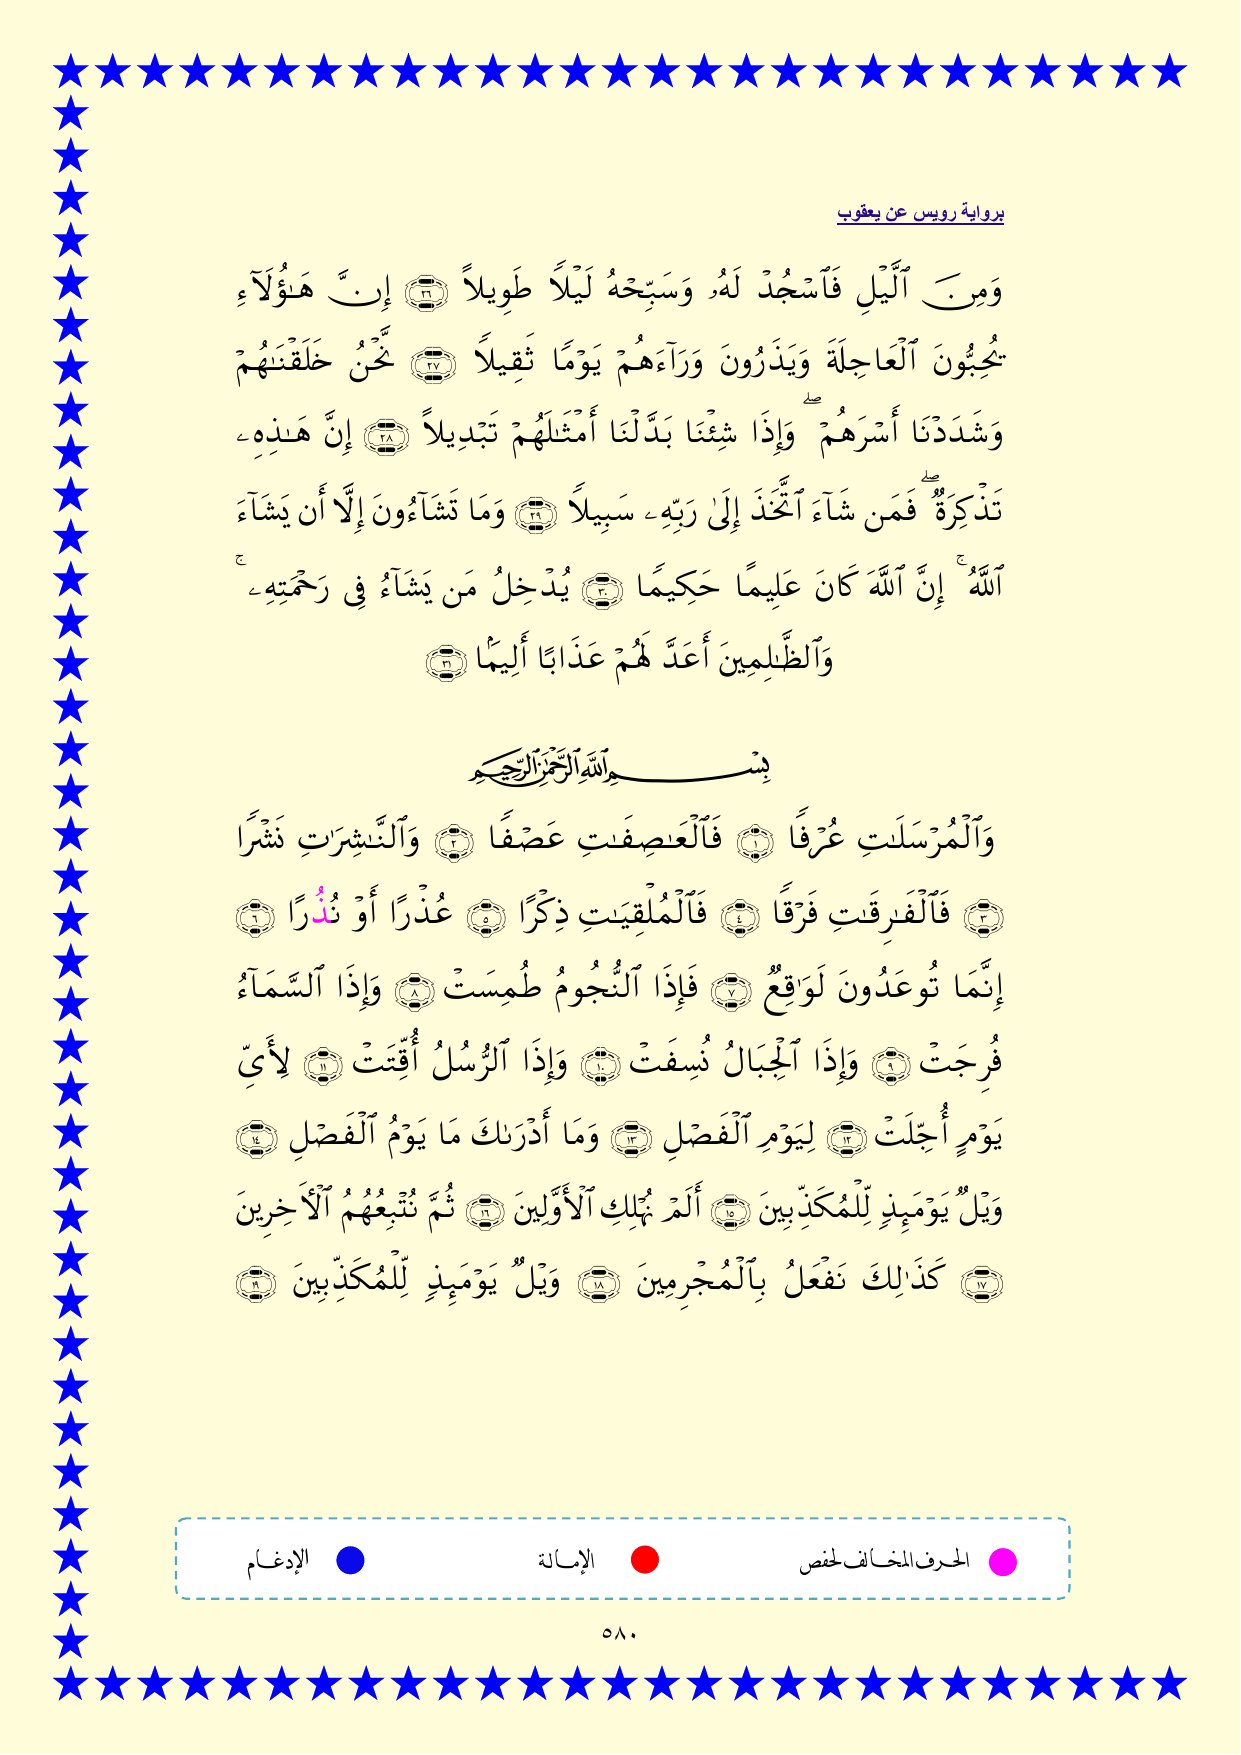 برواية رويس عن يعقوب
وَمِنَ ٱلَّيْلِ فَٱسْجُدْ لَهُۥ وَسَبِّحْهُ لَيْلًا طَوِيلًا ٢٦ إِنَّ هَـٰٓؤُلَآءِ
يُحِبُّونَ ٱلْعَاجِلَةَ وَيَذَرُونَ وَرَآءَهُمْ يَوْمًا ثَقِيلًا ٢٧ نَّحْنُ خَلَقْنَـٰهُمْ
وَشَدَدْنَا أَسْرَهُمْ ۖ وَإِذَا شِئْنَا بَدَّلْنَا أَمْثَـٰلَهُمْ تَبْدِيلًا ٢٨ إِنَّ هَـٰذِهِۦ
تَذْكِرَةٌ ۖ فَمَن شَآءَ ٱتَّخَذَ إِلَىٰ رَبِّهِۦ سَبِيلًا ٢٩ وَمَا تَشَآءُونَ إِلَّا أَن يَشَآءَ
ٱللَّهُ ۚ إِنَّ ٱللَّهَ كَانَ عَلِيمًا حَكِيمًا ٣٠ يُدْخِلُ مَن يَشَآءُ فِى رَحْمَتِهِۦ ۚ
وَٱلظَّـٰلِمِينَ أَعَدَّ لَهُمْ عَذَابًا أَلِيمًۢا ٣١
بِسْمِ ٱللَّهِ ٱلرَّحْمَـٰنِ ٱلرَّحِيمِ
وَٱلْمُرْسَلَـٰتِ عُرْفًا ١ فَٱلْعَـٰصِفَـٰتِ عَصْفًا ٢ وَٱلنَّـٰشِرَٰتِ نَشْرًا
٣ فَٱلْفَـٰرِقَـٰتِ فَرْقًا ٤ فَٱلْمُلْقِيَـٰتِ ذِكْرًا ٥ عُذْرًا أَوْ نُذُرًا ٦
إِنَّمَا تُوعَدُونَ لَوَٰقِعٌ ٧ فَإِذَا ٱلنُّجُومُ طُمِسَتْ ٨ وَإِذَا ٱلسَّمَآءُ
فُرِجَتْ ٩ وَإِذَا ٱلْجِبَالُ نُسِفَتْ ١٠ وَإِذَا ٱلرُّسُلُ أُقِّتَتْ ١١ لِأَىِّ
يَوْمٍ أُجِّلَتْ ١٢ لِيَوْمِ ٱلْفَصْلِ ١٣ وَمَا أَدْرَىٰكَ مَا يَوْمُ ٱلْفَصْلِ ١٤
وَيْلٌ يَوْمَئِذٍ لِّلْمُكَذِّبِينَ ١٥ أَلَمْ نُهْلِكِ ٱلْأَوَّلِينَ ١٦ ثُمَّ نُتْبِعُهُمُ ٱلْـَٔاخِرِينَ
١٧ كَذَٰلِكَ نَفْعَلُ بِٱلْمُجْرِمِينَ ١٨ وَيْلٌ يَوْمَئِذٍ لِّلْمُكَذِّبِينَ ١٩
الحرف المخالف لحفص الإمالة الإدغام
٥٨٠